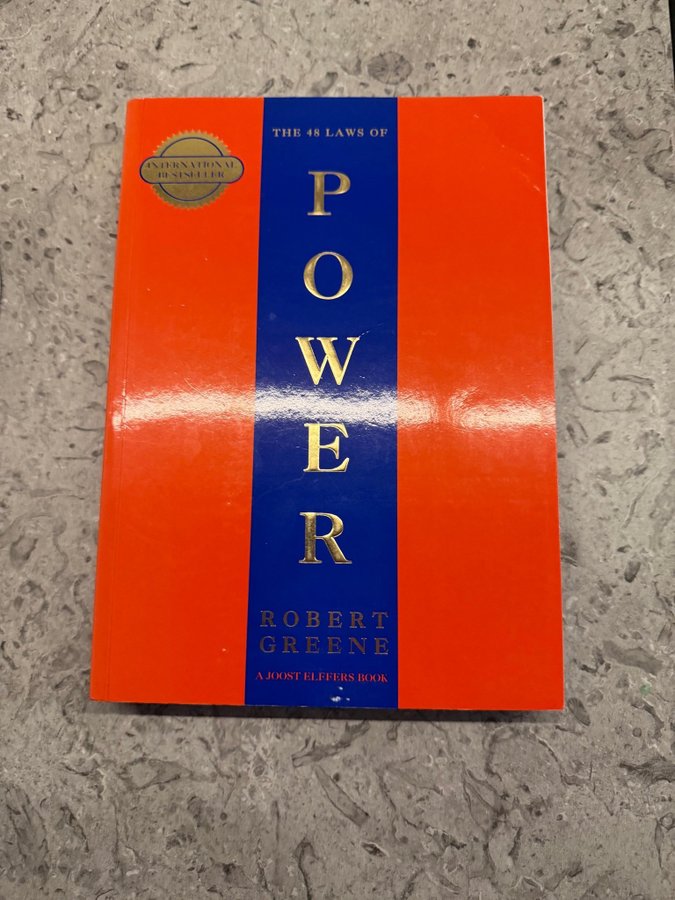 INTERNATIONAL
BESTSELLER
THE 48 LAWS OF
P
O
W
E
R
ROBERT
GREENE
A JOOST ELFFERS BOOK